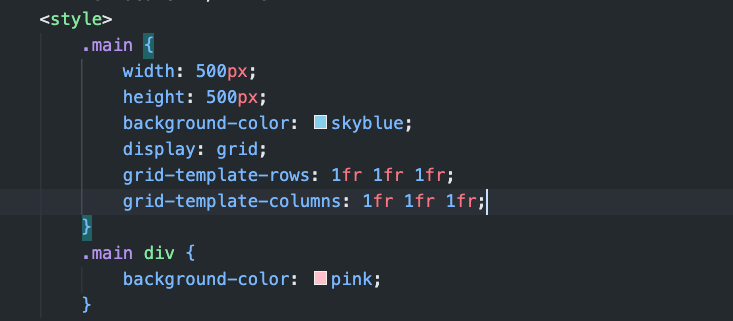 <style>
.main {
width: 500px;
height: 500px;
background-color: skyblue;
display: grid;
grid-template-rows: 1fr 1fr 1fr;
grid-template-columns: 1fr 1fr 1fr;
}
.main div {
background-color: pink;
}